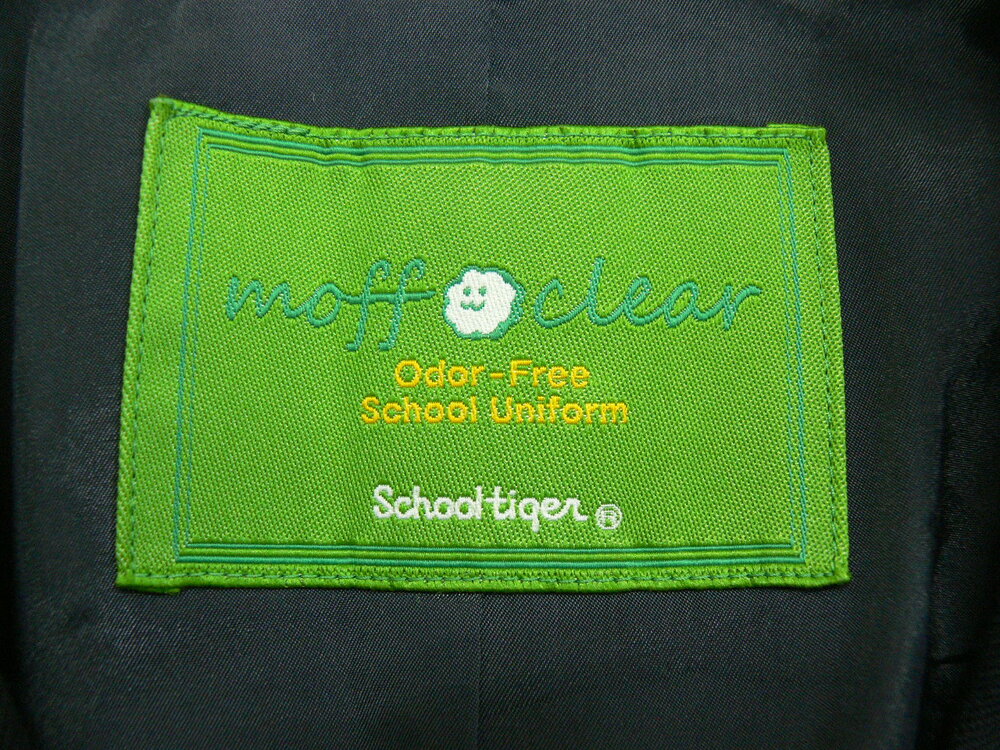 moff clear
Odor-Free
School Uniform
Schooltiger ®